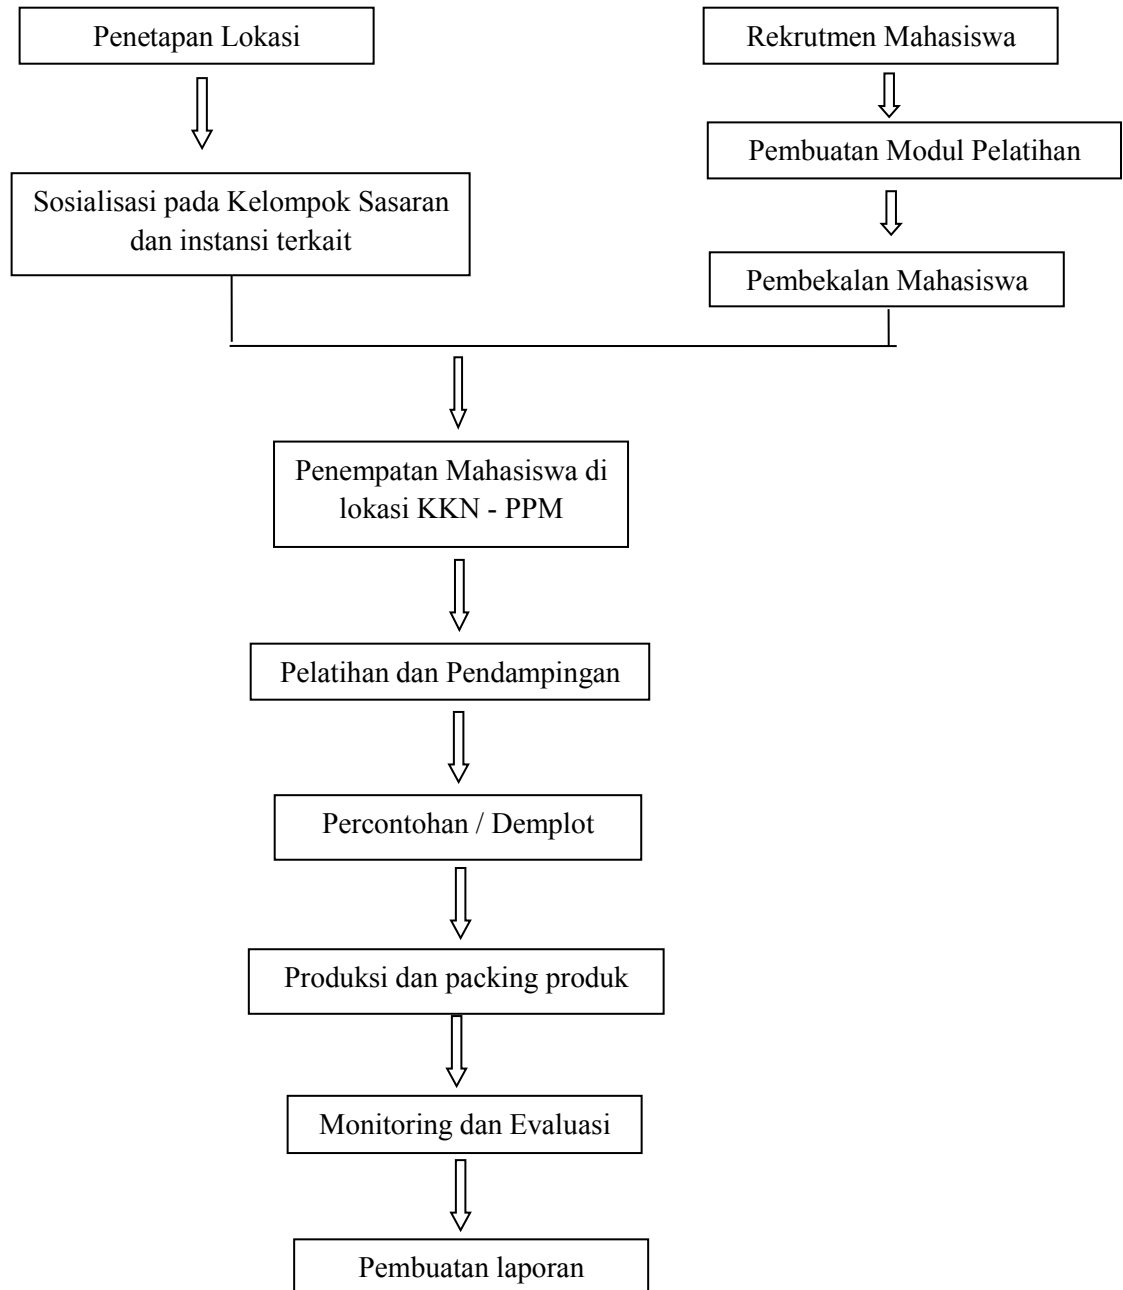 Penetapan Lokasi
Rekrutmen Mahasiswa
Pembuatan Modul Pelatihan
Sosialisasi pada Kelompok Sasaran
dan instansi terkait
Pembekalan Mahasiswa
Penempatan Mahasiswa di
lokasi KKN - PPM
Pelatihan dan Pendampingan
Percontohan / Demplot
Produksi dan packing produk
Monitoring dan Evaluasi
Pembuatan laporan